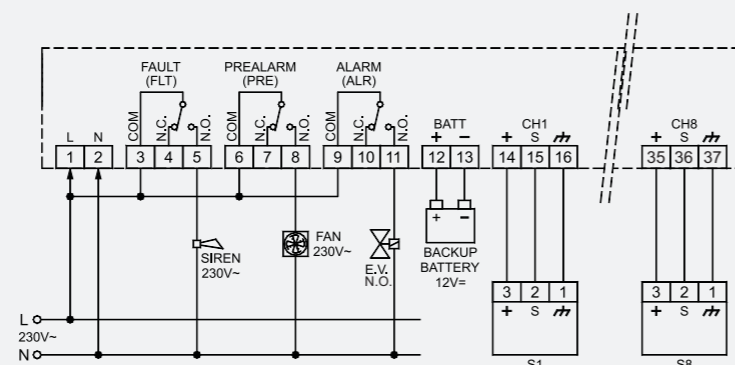 FAULT
(FLT)
PREALARM
(PRE)
ALARM
(ALR)
L N
COM N.C. N.O.
COM N.C. N.O.
COM N.C. N.O.
BATT
+ −
CH1
+ S
CH8
+ S
1 2
3 4 5
6 7 8
9 10 11
12 13
14 15 16
35 36 37
SIREN
230V~
FAN
230V~
E.V.
N.O.
+ −
BACKUP
BATTERY
12V=
3 2 1
+ S
S1
3 2 1
+ S
S8
L
230V~
N